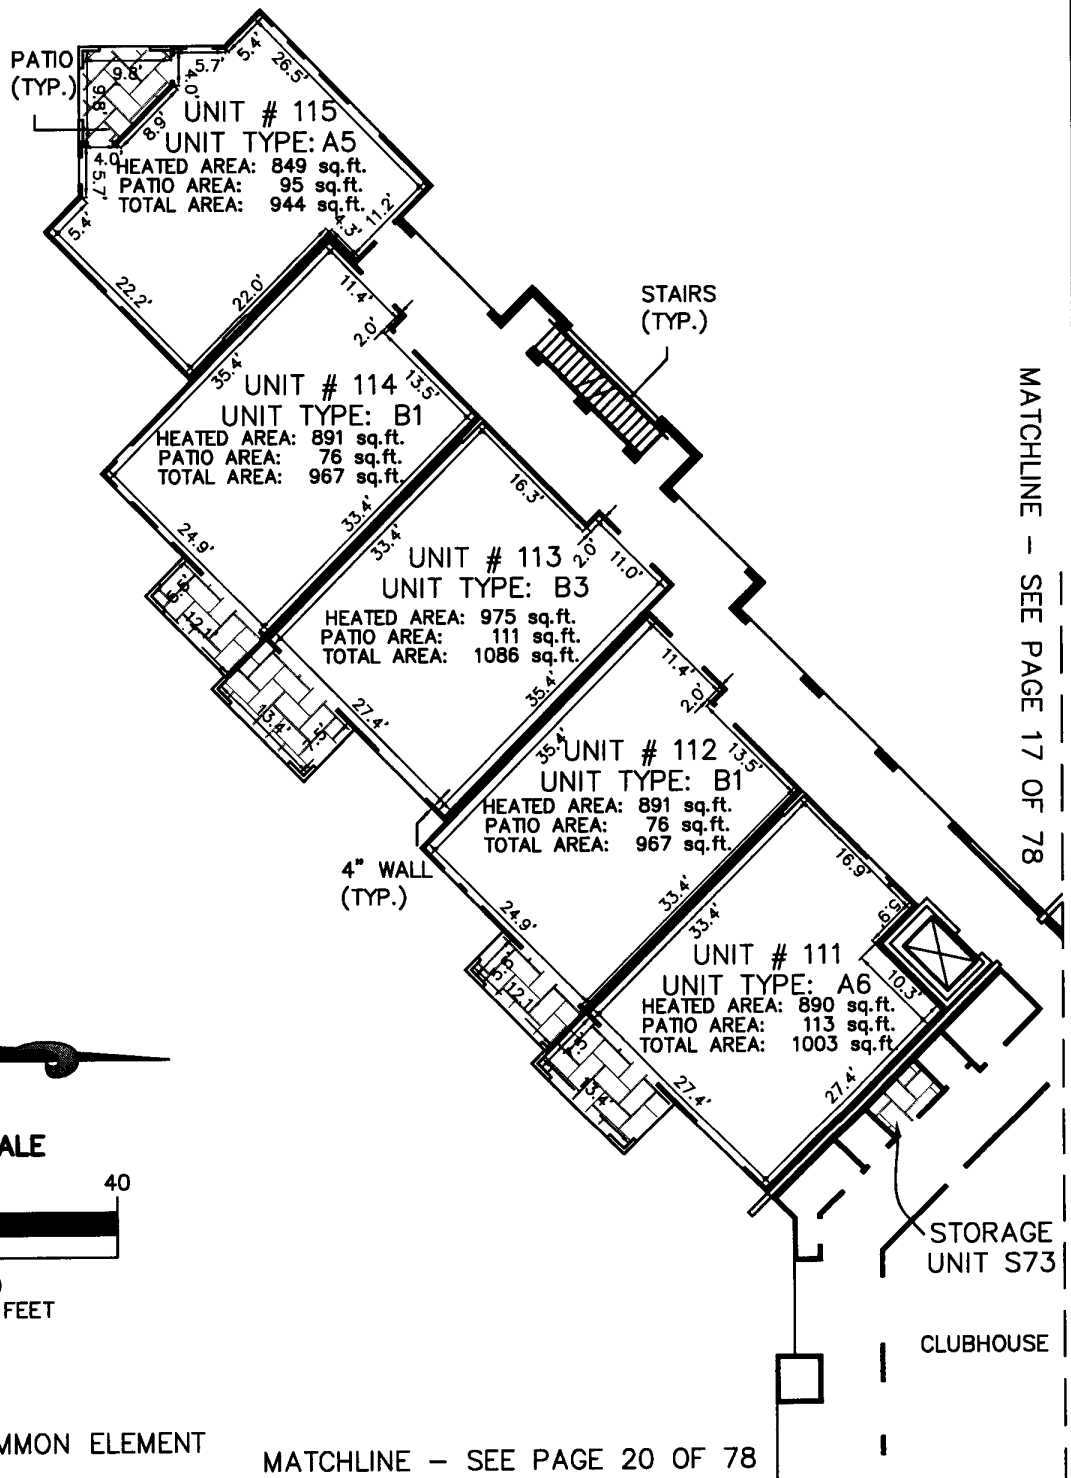 PATIO
(TYP.)
9.8'
5.7'
4.0'
5.4'
26.5'
9.8'
8.9'
4.0'
5.7'
5.4'
UNIT # 115
UNIT TYPE: A5
HEATED AREA: 849 sq.ft.
PATIO AREA: 95 sq.ft.
TOTAL AREA: 944 sq.ft.
4.3'
11.2'
22.2'
22.0'
11.4'
2.0'
35.4'
13.5'
UNIT # 114
UNIT TYPE: B1
HEATED AREA: 891 sq.ft.
PATIO AREA: 76 sq.ft.
TOTAL AREA: 967 sq.ft.
24.9'
33.4'
12.1'
STAIRS
(TYP.)
16.3'
33.4'
2.0'
11.0'
UNIT # 113
UNIT TYPE: B3
HEATED AREA: 975 sq.ft.
PATIO AREA: 111 sq.ft.
TOTAL AREA: 1086 sq.ft.
35.4'
27.4'
13.4'
7.5'
11.4'
2.0'
35.4'
13.5'
UNIT # 112
UNIT TYPE: B1
HEATED AREA: 891 sq.ft.
PATIO AREA: 76 sq.ft.
TOTAL AREA: 967 sq.ft.
4" WALL
(TYP.)
24.9'
33.4'
12.1'
16.9'
33.4'
5.9'
UNIT # 111
UNIT TYPE: A6
HEATED AREA: 890 sq.ft.
PATIO AREA: 113 sq.ft.
TOTAL AREA: 1003 sq.ft.
10.3'
27.4'
27.4'
13.4'
MATCHLINE - SEE PAGE 17 OF 78
ALE
40
FEET
STORAGE
UNIT S73
CLUBHOUSE
MMON ELEMENT
MATCHLINE - SEE PAGE 20 OF 78